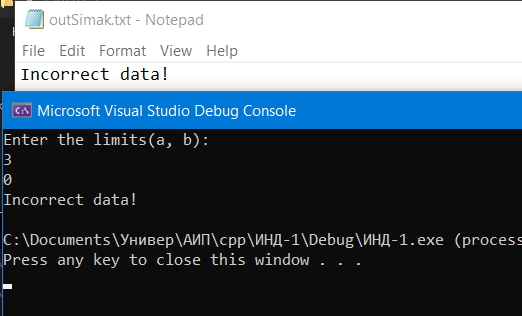 outSimak.txt - Notepad
File Edit Format View Help
Incorrect data!
Microsoft Visual Studio Debug Console
Enter the limits(a, b):
3
0
Incorrect data!
C:\Documents\Универ\АИП\cpp\ИНД-1\Debug\ИНД-1.exe (process
Press any key to close this window . . .